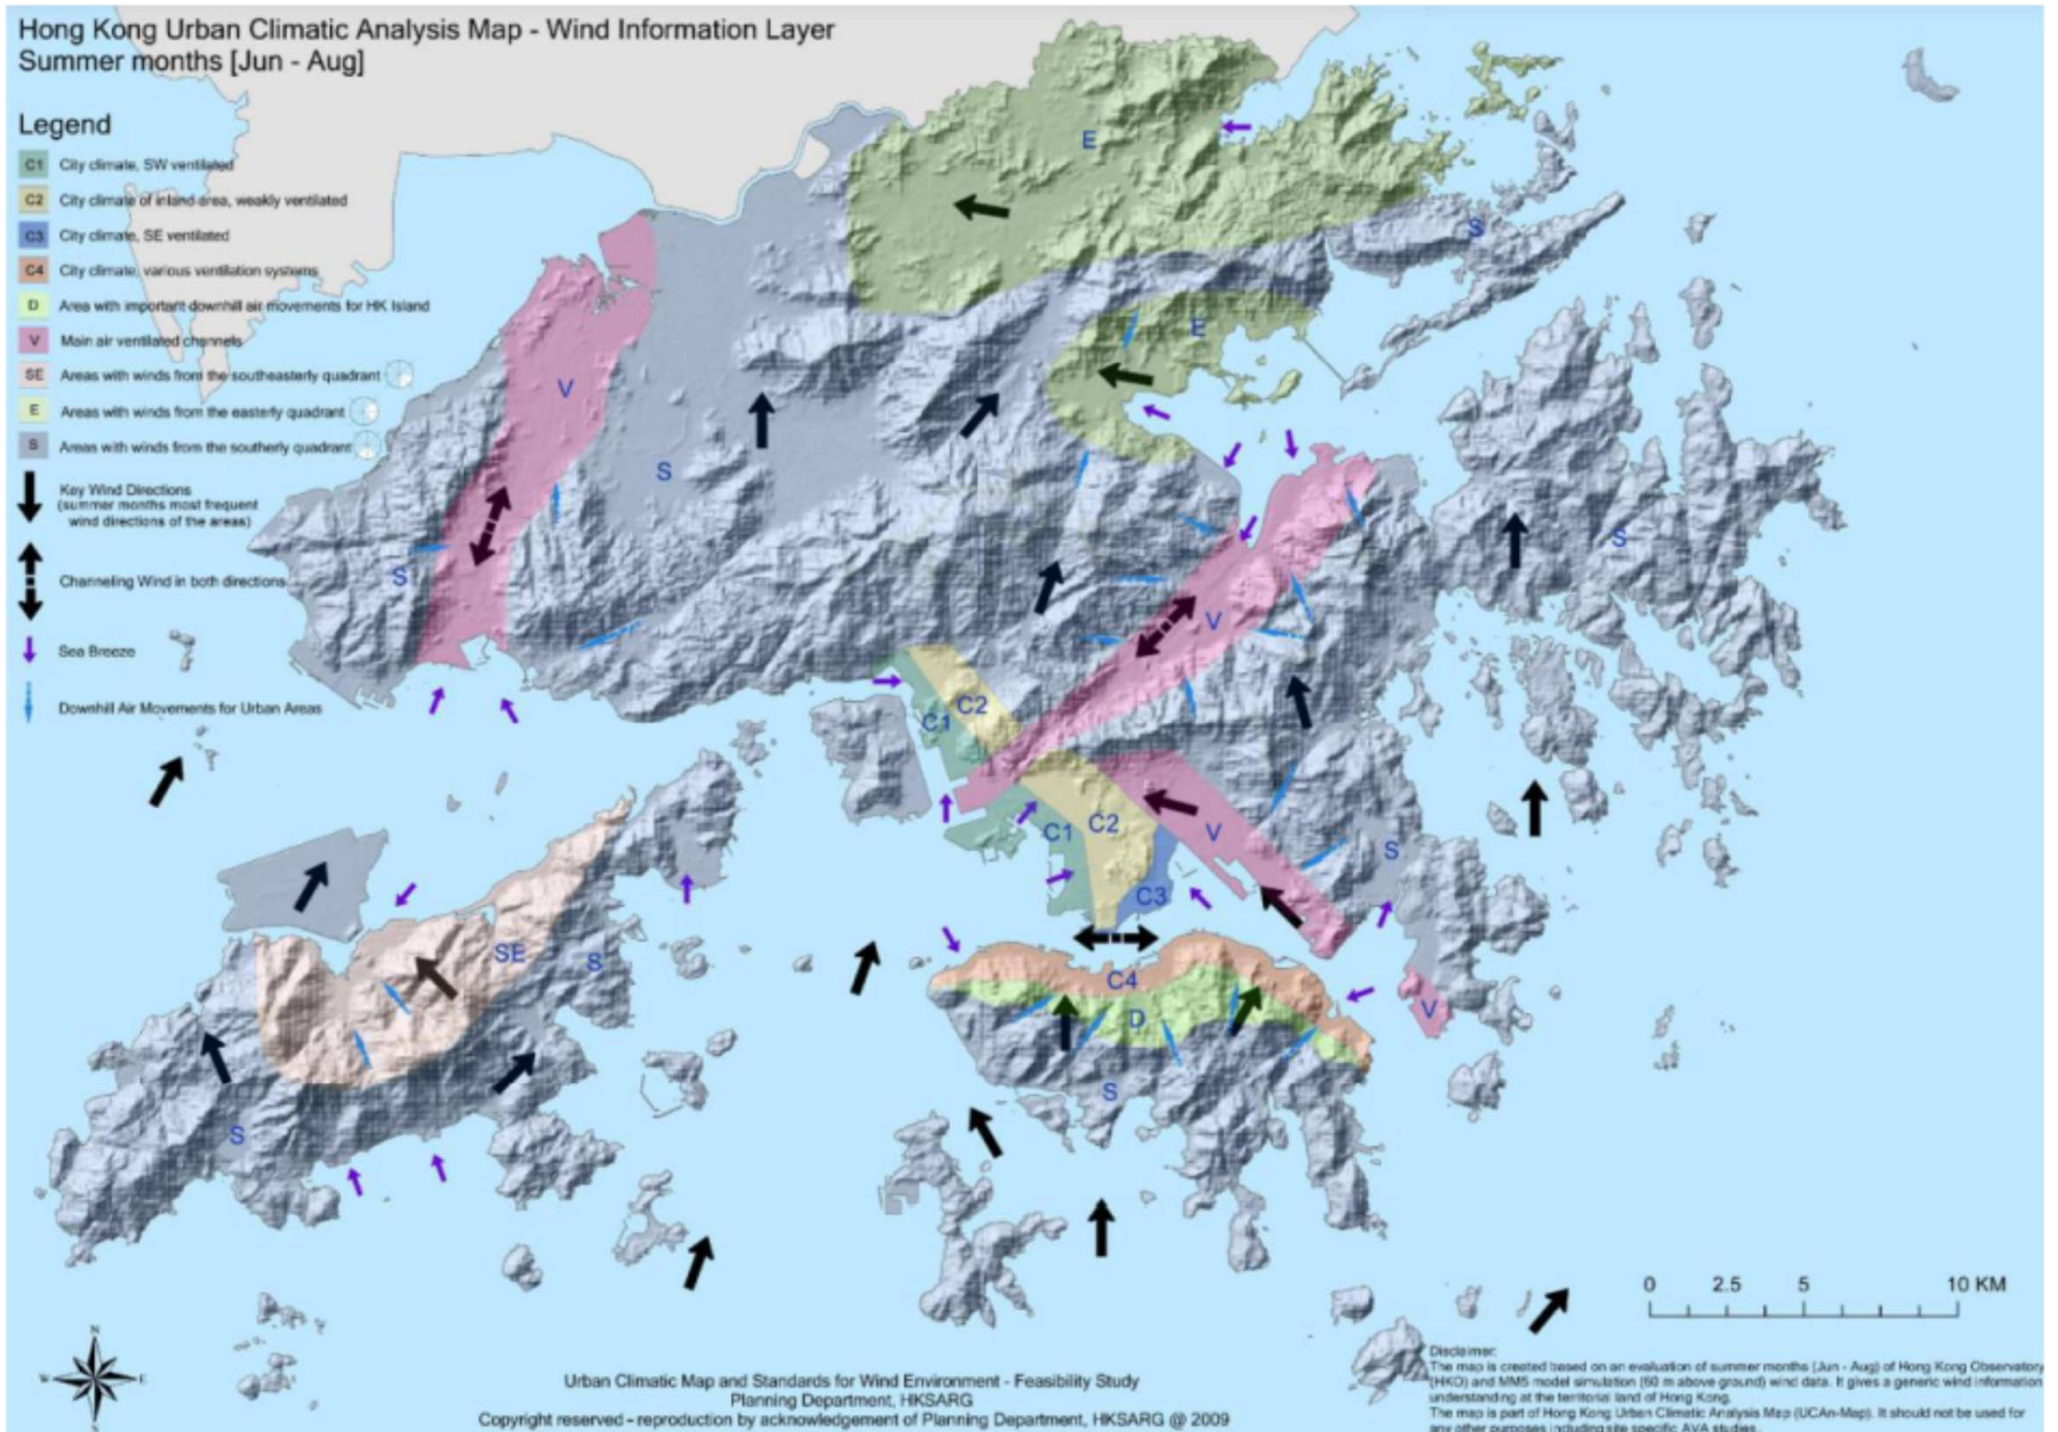 Hong Kong Urban Climatic Analysis Map - Wind Information Layer
Summer months [Jun - Aug]
Legend
C1 City climate, SW ventilated
C2 City climate of inland area, weakly ventilated
C3 City climate, SE ventilated
C4 City climate, various ventilation systems
D Area with important downhill air movements for HK Island
V Main air ventilated channels
SE Areas with winds from the southeasterly quadrant
E Areas with winds from the easterly quadrant
S Areas with winds from the southerly quadrant
Key Wind Directions
(summer months most frequent
wind directions of the areas)
Channeling Wind in both directions
Sea Breeze
Downhill Air Movements for Urban Areas
E
S
E
V
S
S
S
V
C2
C1
C2
C1
V
S
C3
SE
S
C4
V
D
S
S
0 2.5 5 10 KM
N
W E
S
Urban Climatic Map and Standards for Wind Environment - Feasibility Study
Planning Department, HKSARG
Copyright reserved - reproduction by acknowledgement of Planning Department, HKSARG @ 2009
Disclaimer:
The map is created based on an evaluation of summer months (Jun - Aug) of Hong Kong Observatory
(HKO) and MM5 model simulation (60 m above ground) wind data. It gives a generic wind information
understanding at the territorial land of Hong Kong.
The map is part of Hong Kong Urban Climatic Analysis Map (UCAn-Map). It should not be used for
any other purposes including site specific AVA studies.